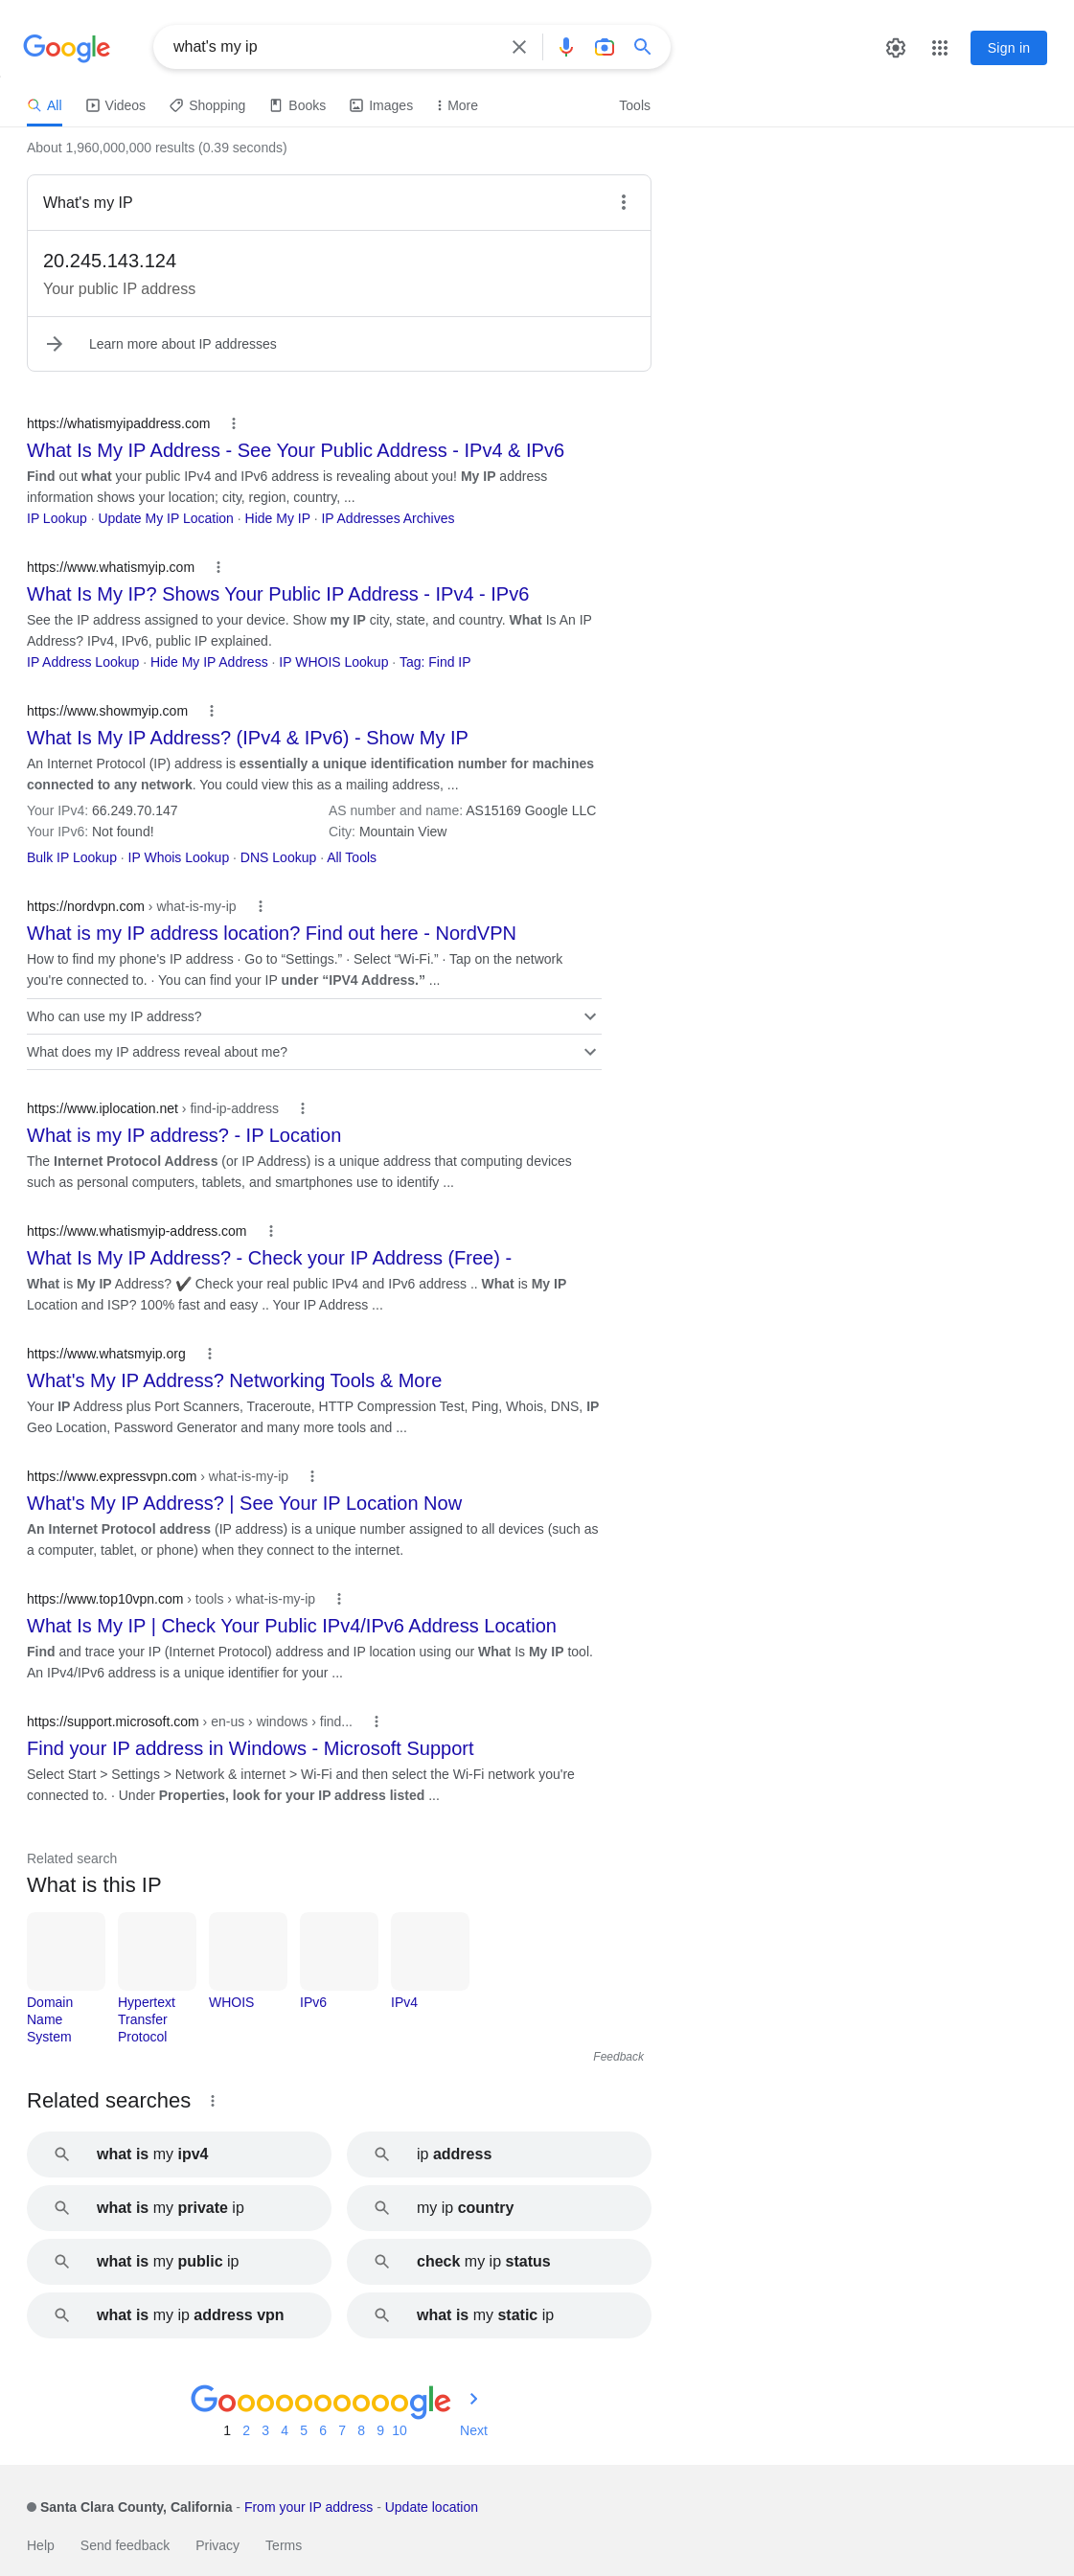 Google
what's my ip
Sign in
All
Videos
Shopping
Books
Images
More
Tools
About 1,960,000,000 results (0.39 seconds)
What's my IP
20.245.143.124
Your public IP address
Learn more about IP addresses
https://whatismyipaddress.com
What Is My IP Address - See Your Public Address - IPv4 & IPv6
Find out what your public IPv4 and IPv6 address is revealing about you! My IP address
information shows your location; city, region, country, ...
IP Lookup · Update My IP Location · Hide My IP · IP Addresses Archives
https://www.whatismyip.com
What Is My IP? Shows Your Public IP Address - IPv4 - IPv6
See the IP address assigned to your device. Show my IP city, state, and country. What Is An IP
Address? IPv4, IPv6, public IP explained.
IP Address Lookup · Hide My IP Address · IP WHOIS Lookup · Tag: Find IP
https://www.showmyip.com
What Is My IP Address? (IPv4 & IPv6) - Show My IP
An Internet Protocol (IP) address is essentially a unique identification number for machines
connected to any network. You could view this as a mailing address, ...
Your IPv4: 66.249.70.147
AS number and name: AS15169 Google LLC
Your IPv6: Not found!
City: Mountain View
Bulk IP Lookup · IP Whois Lookup · DNS Lookup · All Tools
https://nordvpn.com › what-is-my-ip
What is my IP address location? Find out here - NordVPN
How to find my phone's IP address · Go to “Settings.” · Select “Wi-Fi.” · Tap on the network
you're connected to. · You can find your IP under “IPV4 Address.” ...
Who can use my IP address?
What does my IP address reveal about me?
https://www.iplocation.net › find-ip-address
What is my IP address? - IP Location
The Internet Protocol Address (or IP Address) is a unique address that computing devices
such as personal computers, tablets, and smartphones use to identify ...
https://www.whatismyip-address.com
What Is My IP Address? - Check your IP Address (Free) -
What is My IP Address? ✔ Check your real public IPv4 and IPv6 address .. What is My IP
Location and ISP? 100% fast and easy .. Your IP Address ...
https://www.whatsmyip.org
What's My IP Address? Networking Tools & More
Your IP Address plus Port Scanners, Traceroute, HTTP Compression Test, Ping, Whois, DNS, IP
Geo Location, Password Generator and many more tools and ...
https://www.expressvpn.com › what-is-my-ip
What's My IP Address? | See Your IP Location Now
An Internet Protocol address (IP address) is a unique number assigned to all devices (such as
a computer, tablet, or phone) when they connect to the internet.
https://www.top10vpn.com › tools › what-is-my-ip
What Is My IP | Check Your Public IPv4/IPv6 Address Location
Find and trace your IP (Internet Protocol) address and IP location using our What Is My IP tool.
An IPv4/IPv6 address is a unique identifier for your ...
https://support.microsoft.com › en-us › windows › find...
Find your IP address in Windows - Microsoft Support
Select Start > Settings > Network & internet > Wi-Fi and then select the Wi-Fi network you're
connected to. · Under Properties, look for your IP address listed ...
Related search
What is this IP
Domain
Name
System
Hypertext
Transfer
Protocol
WHOIS
IPv6
IPv4
Feedback
Related searches
what is my ipv4
ip address
what is my private ip
my ip country
what is my public ip
check my ip status
what is my ip address vpn
what is my static ip
Goooooooooogle
1 2 3 4 5 6 7 8 9 10 Next
Santa Clara County, California - From your IP address - Update location
Help Send feedback Privacy Terms